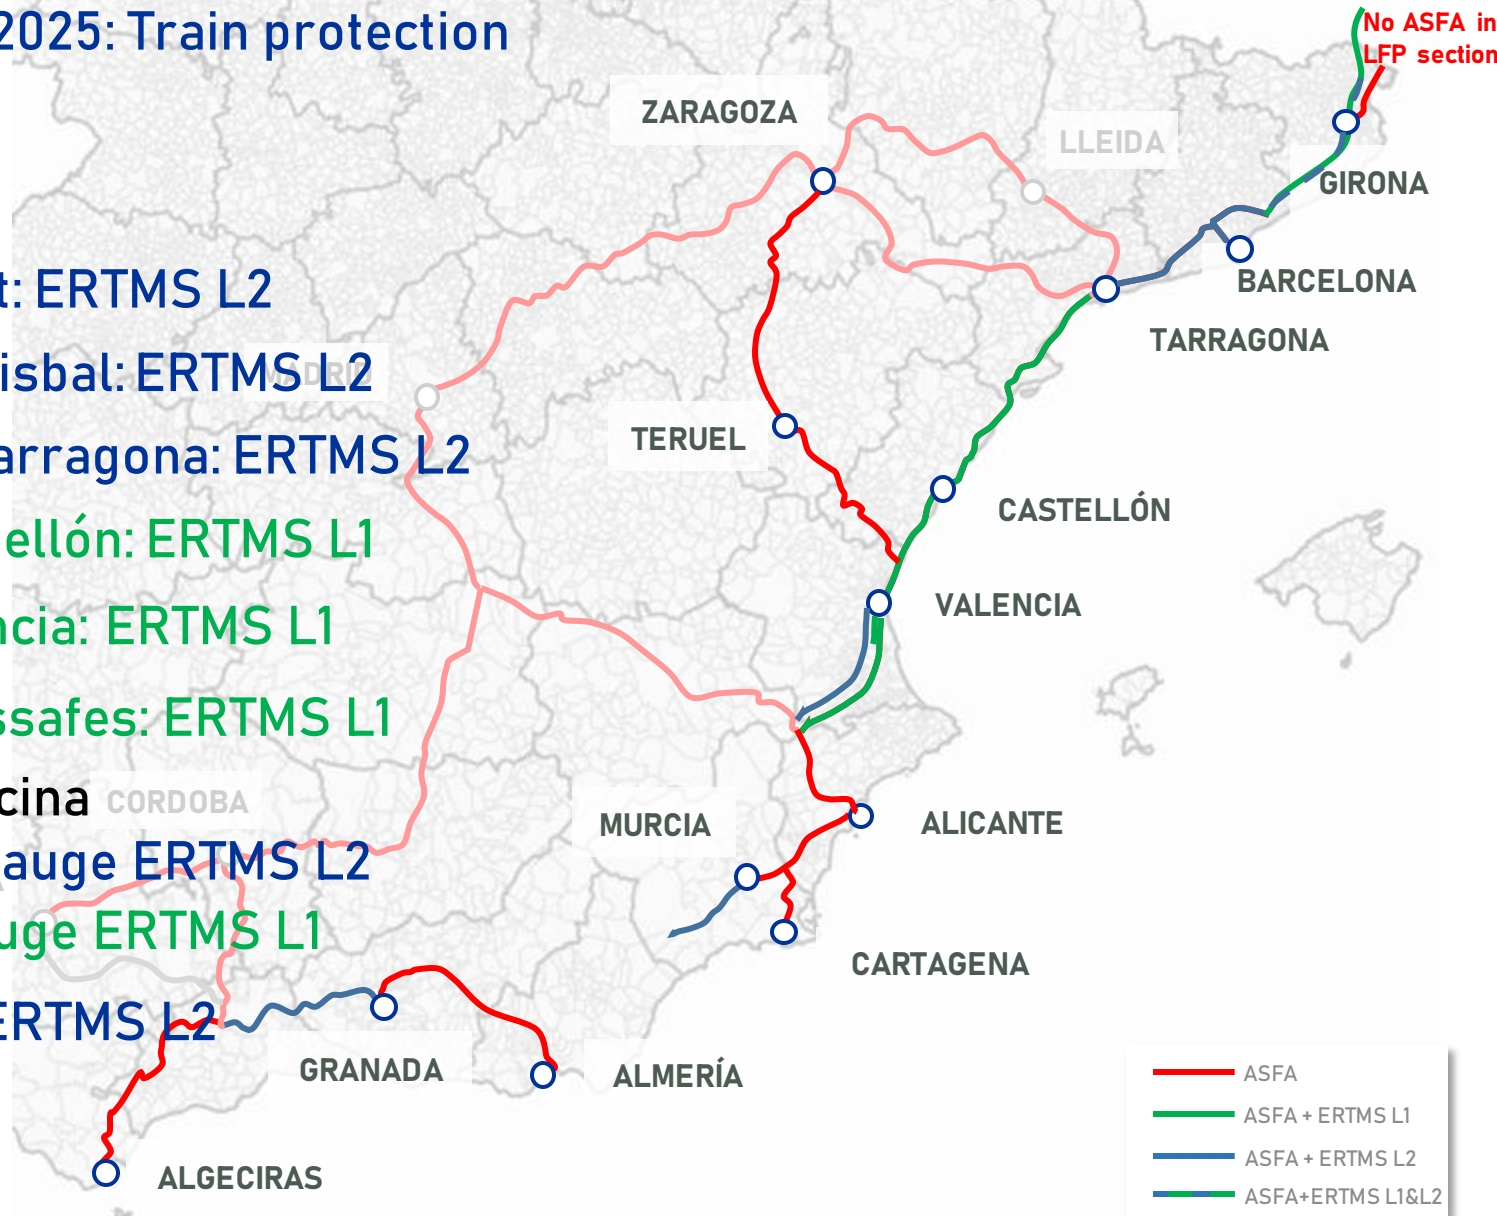 2025: Train protection
No ASFA in
LFP section
ZARAGOZA
LLEIDA
GIRONA
BARCELONA
t: ERTMS L2
TARRAGONA
isbal: ERTMS L2
MADRID
TERUEL
arragona: ERTMS L2
CASTELLÓN
ellón: ERTMS L1
VALENCIA
ncia: ERTMS L1
ssafes: ERTMS L1
cina
CORDOBA
MURCIA
ALICANTE
auge ERTMS L2
uge ERTMS L1
CARTAGENA
ERTMS L2
GRANADA
ALMERÍA
ASFA
ASFA + ERTMS L1
ASFA + ERTMS L2
ASFA+ERTMS L1&L2
ALGECIRAS